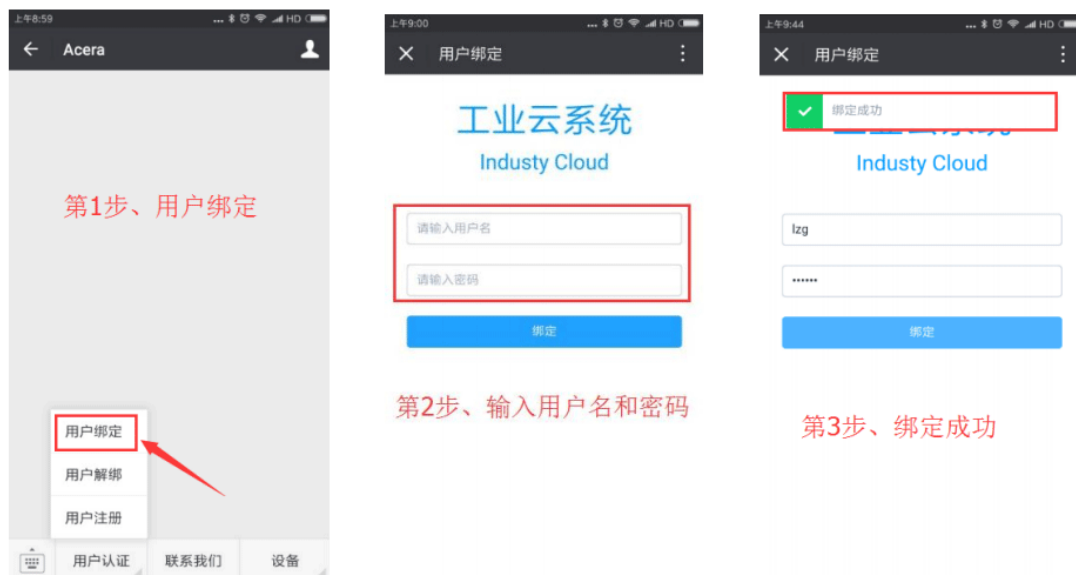 上午8:59
... HD
Acera
第1步、用户绑定
用户绑定
用户解绑
用户注册
用户认证
联系我们
设备
上午9:00
... HD
用户绑定
工业云系统
Industy Cloud
请输入用户名
请输入密码
绑定
第2步、输入用户名和密码
上午9:44
... HD
用户绑定
绑定成功
Industy Cloud
lzg
••••••
绑定
第3步、绑定成功